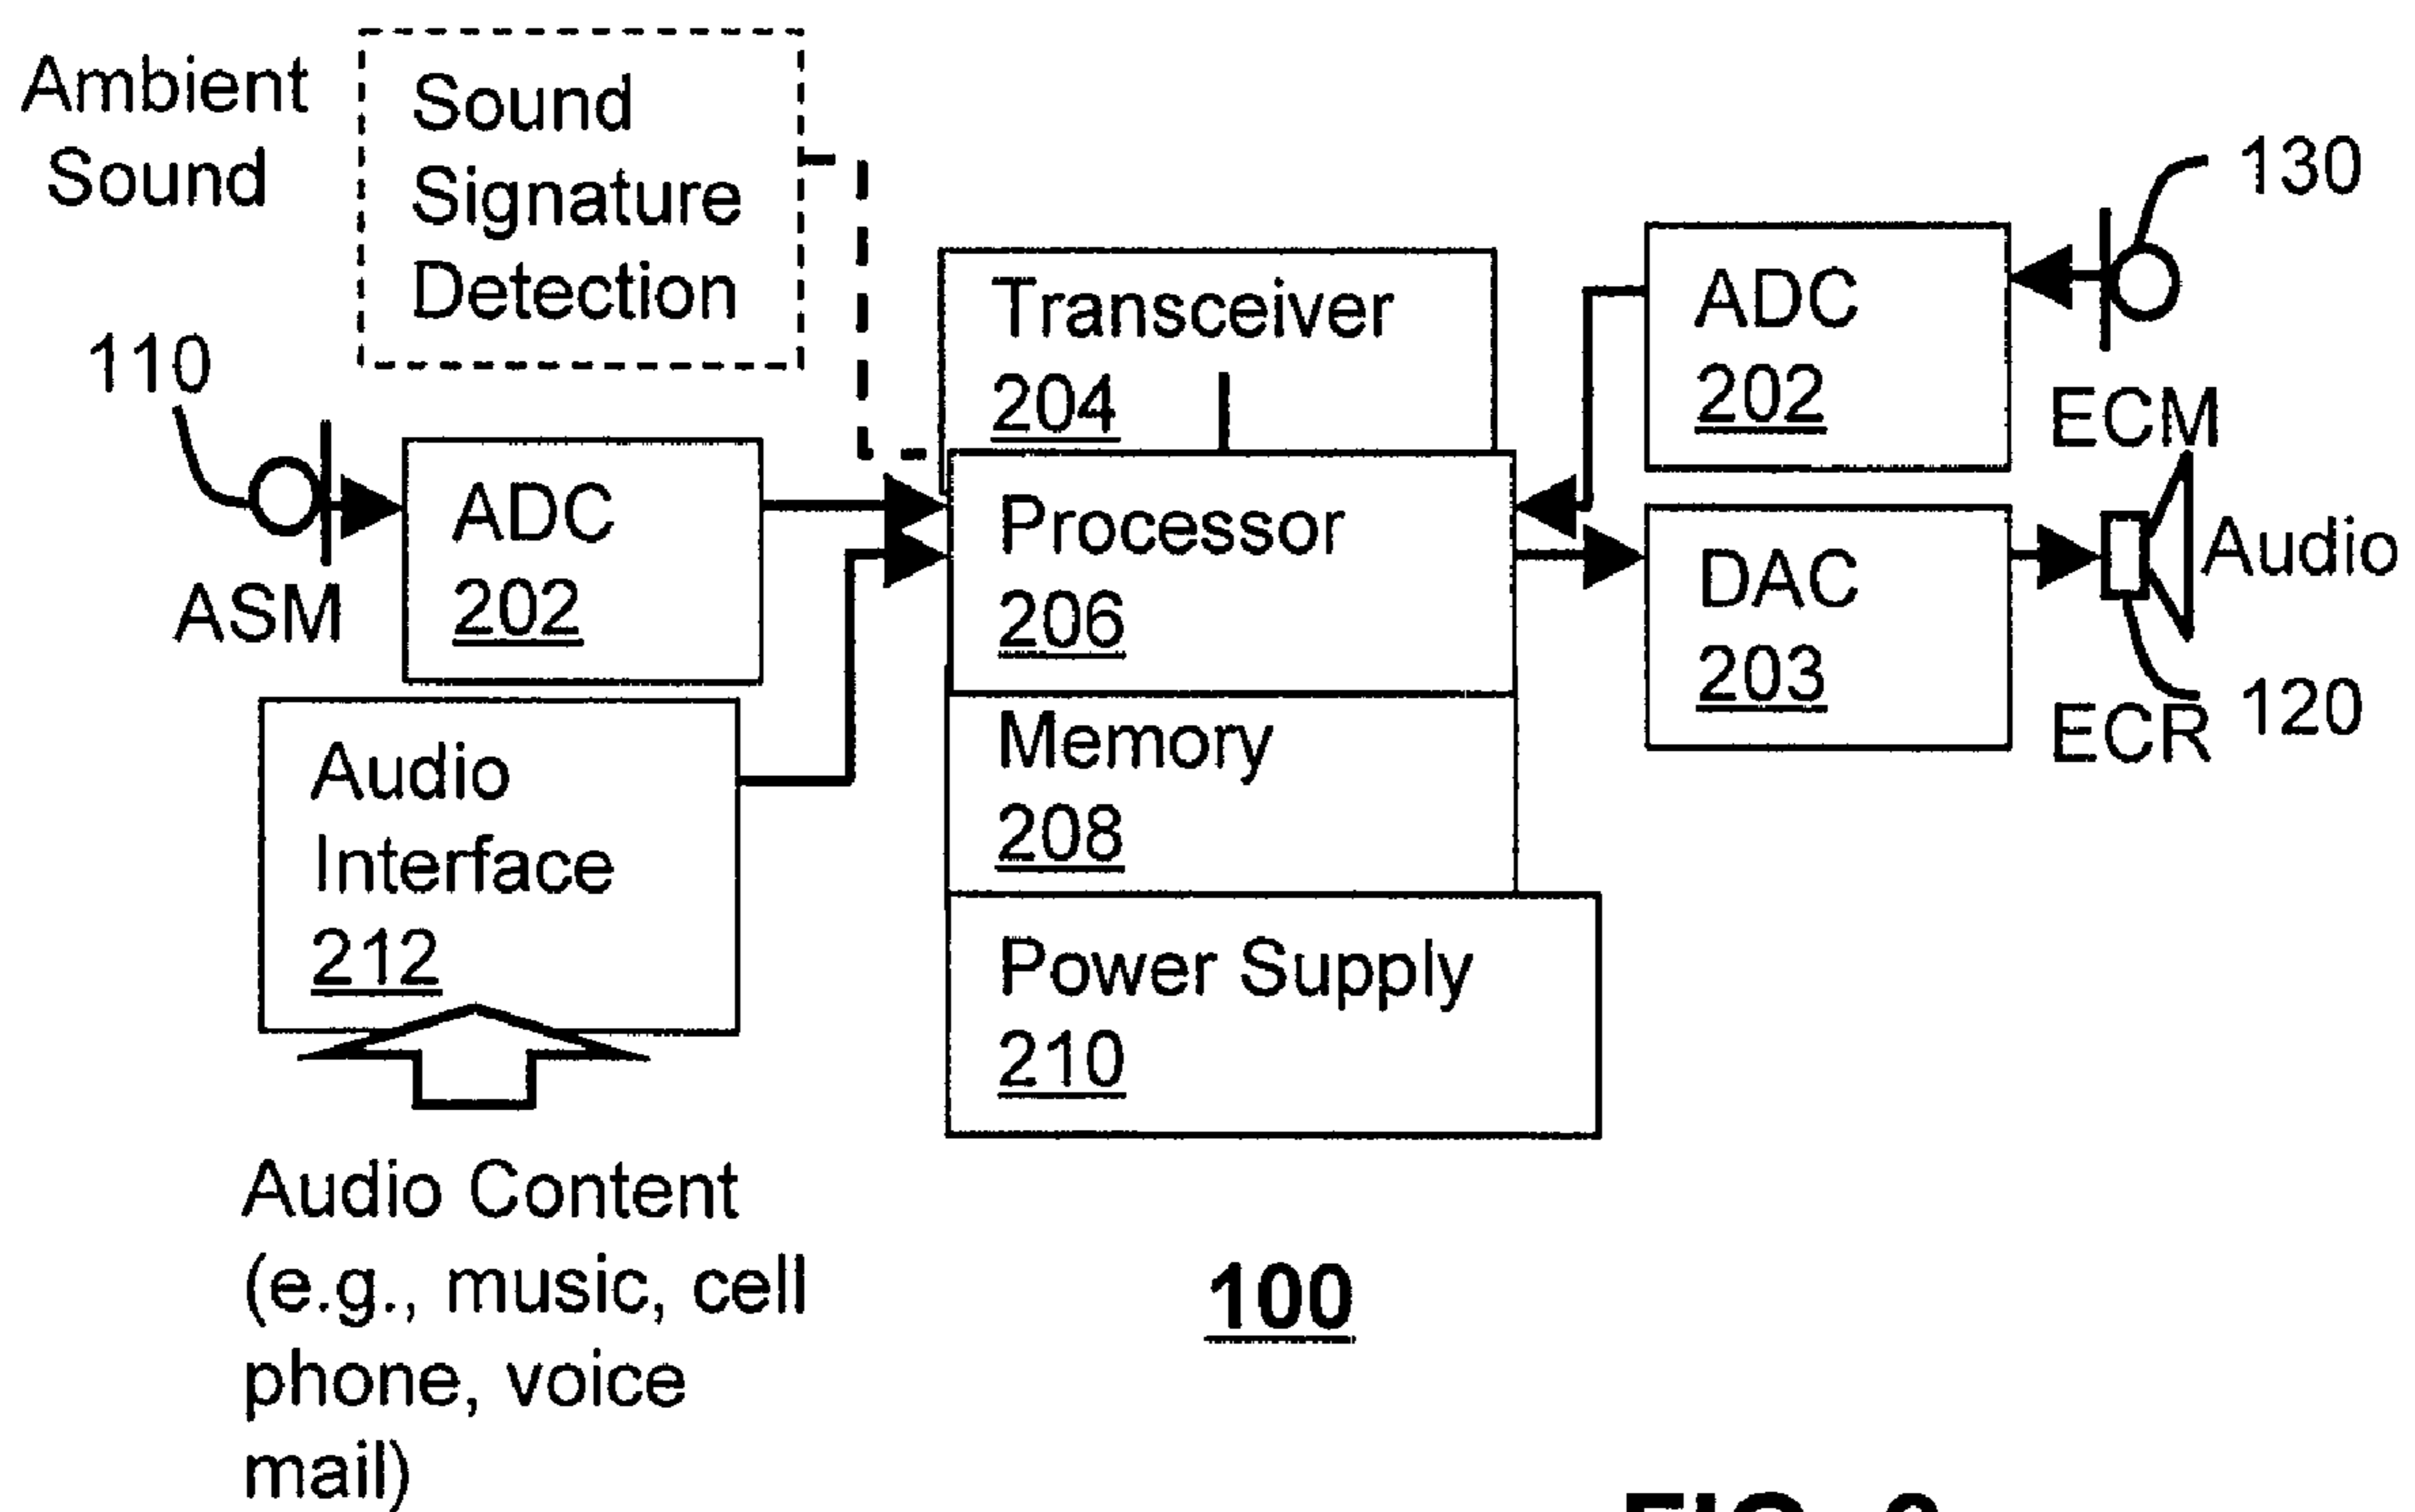 Ambient
Sound
Sound
Signature
Detection
110
ASM
ADC
202
Audio
Interface
212
Audio Content
(e.g., music, cell
phone, voice
mail)
Transceiver
204
Processor
206
Memory
208
Power Supply
210
ADC
202
130
ECM
DAC
203
Audio
120
ECR
100